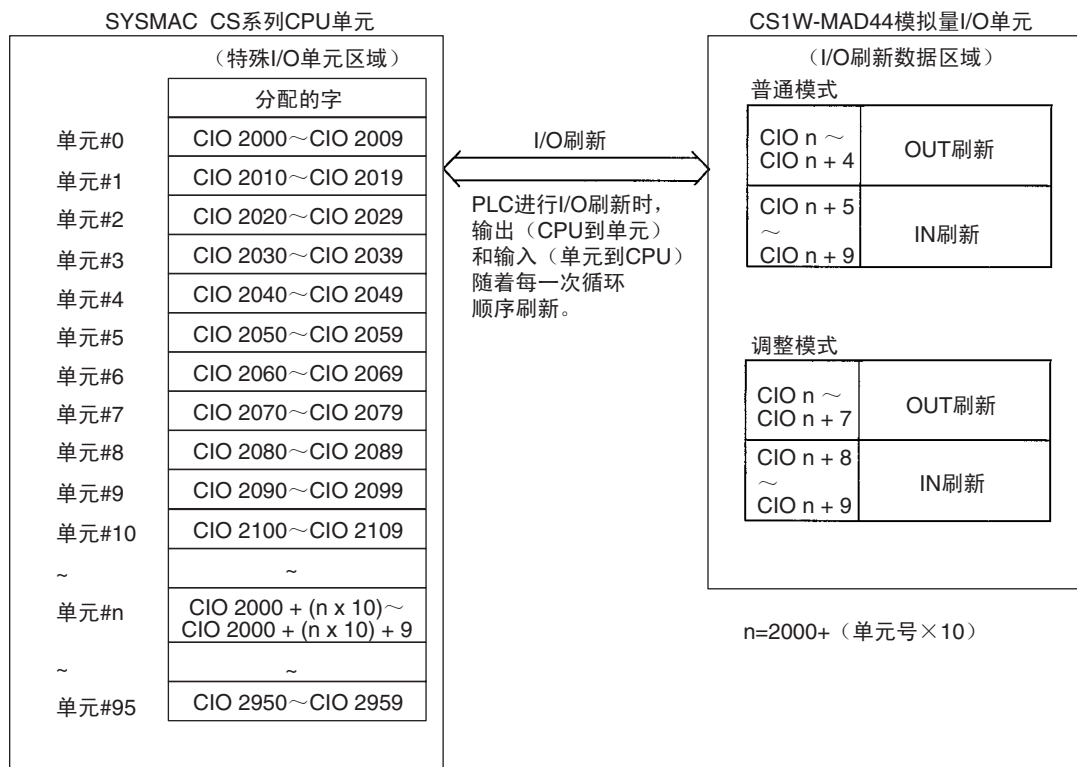 SYSMAC CS系列CPU单元
（特殊I/O单元区域）
分配的字
单元#0 CIO 2000～CIO 2009
单元#1 CIO 2010～CIO 2019
单元#2 CIO 2020～CIO 2029
单元#3 CIO 2030～CIO 2039
单元#4 CIO 2040～CIO 2049
单元#5 CIO 2050～CIO 2059
单元#6 CIO 2060～CIO 2069
单元#7 CIO 2070～CIO 2079
单元#8 CIO 2080～CIO 2089
单元#9 CIO 2090～CIO 2099
单元#10 CIO 2100～CIO 2109
~ ~
单元#n CIO 2000 + (n x 10)～
CIO 2000 + (n x 10) + 9
~ ~
单元#95 CIO 2950～CIO 2959
I/O刷新
PLC进行I/O刷新时，
输出（CPU到单元）
和输入（单元到CPU）
随着每一次循环
顺序刷新。
CS1W-MAD44模拟量I/O单元
（I/O刷新数据区域）
普通模式
CIO n ～
CIO n + 4
OUT刷新
CIO n + 5
～
CIO n + 9
IN刷新
调整模式
CIO n ～
CIO n + 7
OUT刷新
CIO n + 8
～
CIO n + 9
IN刷新
n=2000+（单元号×10）